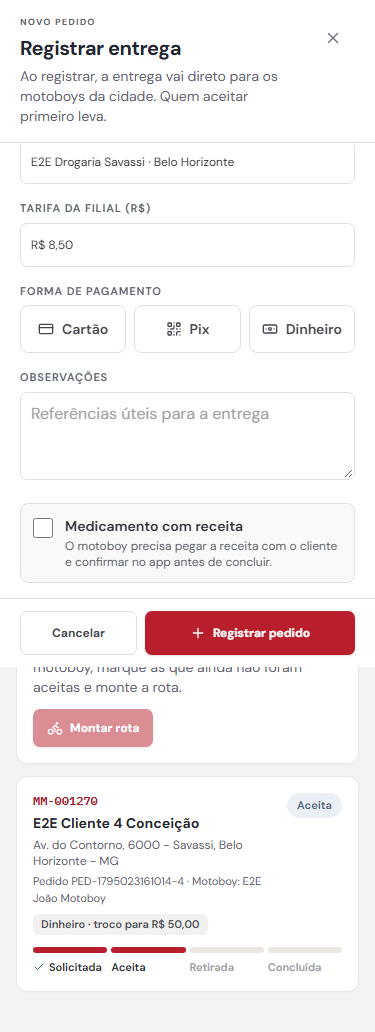 NOVO PEDIDO
Registrar entrega
Ao registrar, a entrega vai direto para os
motoboys da cidade. Quem aceitar
primeiro leva.
E2E Drogaria Savassi · Belo Horizonte
TARIFA DA FILIAL (R$)
R$ 8,50
FORMA DE PAGAMENTO
Cartão
Pix
Dinheiro
OBSERVAÇÕES
Referências úteis para a entrega
Medicamento com receita
O motoboy precisa pegar a receita com o cliente
e confirmar no app antes de concluir.
Cancelar
Registrar pedido
motoboy, marque as que ainda não foram
aceitas e monte a rota.
Montar rota
MM-001270
Aceita
E2E Cliente 4 Conceição
Av. do Contorno, 6000 - Savassi, Belo
Horizonte - MG
Pedido PED-1795023161014-4 · Motoboy: E2E
João Motoboy
Dinheiro · troco para R$ 50,00
Solicitada Aceita Retirada Concluída